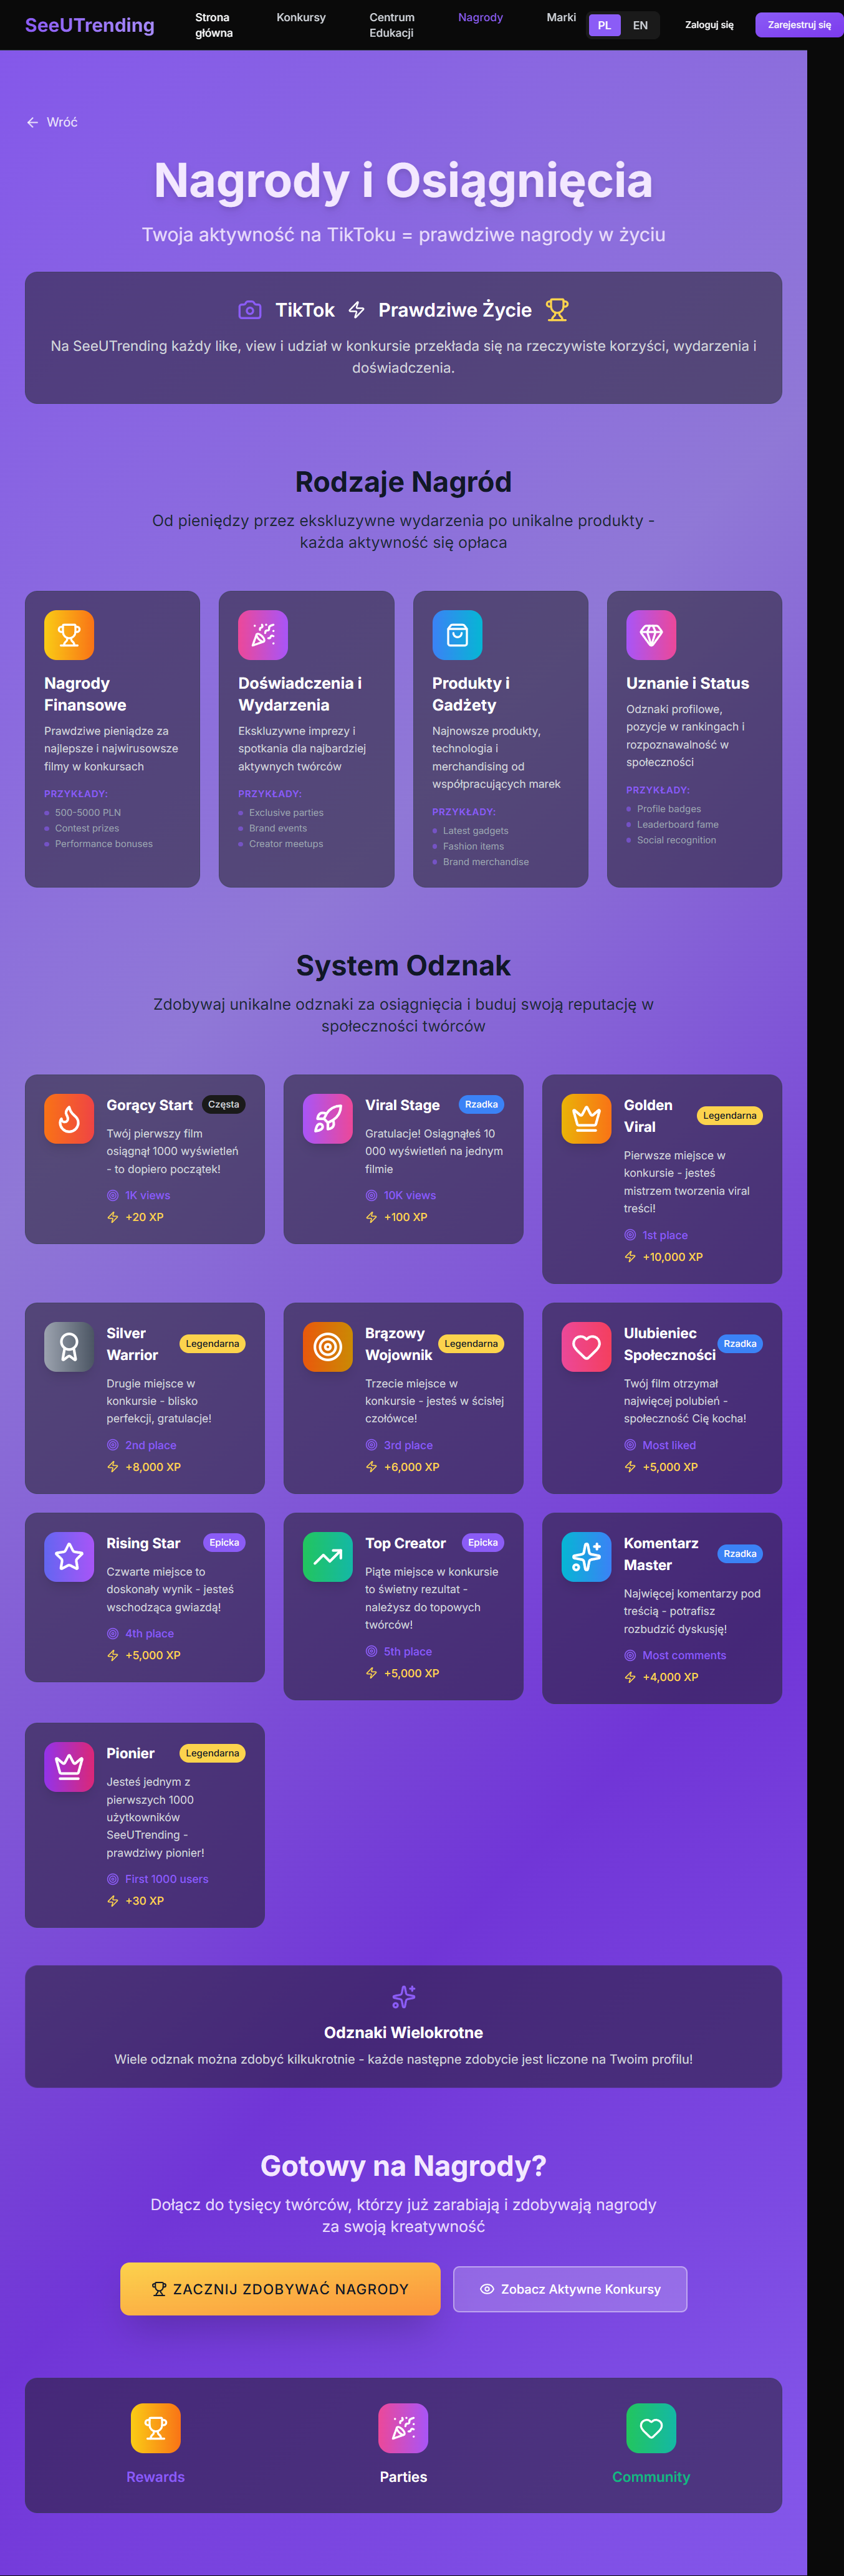 SeeUTrending
Strona
główna
Konkursy
Centrum
Edukacji
Nagrody
Marki
PL
EN
Zaloguj się
Zarejestruj się
Wróć
Nagrody i Osiągnięcia
Twoja aktywność na TikToku = prawdziwe nagrody w życiu
TikTok
Prawdziwe Życie
Na SeeUTrending każdy like, view i udział w konkursie przekłada się na rzeczywiste korzyści, wydarzenia i
doświadczenia.
Rodzaje Nagród
Od pieniędzy przez ekskluzywne wydarzenia po unikalne produkty -
każda aktywność się opłaca
Nagrody
Finansowe
Prawdziwe pieniądze za
najlepsze i najwirusowsze
filmy w konkursach
PRZYKŁADY:
500-5000 PLN
Contest prizes
Performance bonuses
Doświadczenia i
Wydarzenia
Ekskluzywne imprezy i
spotkania dla najbardziej
aktywnych twórców
PRZYKŁADY:
Exclusive parties
Brand events
Creator meetups
Produkty i
Gadżety
Najnowsze produkty,
technologia i
merchandising od
współpracujących marek
PRZYKŁADY:
Latest gadgets
Fashion items
Brand merchandise
Uznanie i Status
Odznaki profilowe,
pozycje w rankingach i
rozpoznawalność w
społeczności
PRZYKŁADY:
Profile badges
Leaderboard fame
Social recognition
System Odznak
Zdobywaj unikalne odznaki za osiągnięcia i buduj swoją reputację w
społeczności twórców
Gorący Start
Częsta
Twój pierwszy film
osiągnął 1000 wyświetleń
- to dopiero początek!
1K views
+20 XP
Viral Stage
Rzadka
Gratulacje! Osiągnąłeś 10
000 wyświetleń na jednym
filmie
10K views
+100 XP
Golden
Viral
Legendarna
Pierwsze miejsce w
konkursie - jesteś
mistrzem tworzenia viral
treści!
1st place
+10,000 XP
Silver
Warrior
Legendarna
Drugie miejsce w
konkursie - blisko
perfekcji, gratulacje!
2nd place
+8,000 XP
Brązowy
Wojownik
Legendarna
Trzecie miejsce w
konkursie - jesteś w ścisłej
czołówce!
3rd place
+6,000 XP
Ulubieniec
Społeczności
Rzadka
Twój film otrzymał
najwięcej polubień -
społeczność Cię kocha!
Most liked
+5,000 XP
Rising Star
Epicka
Czwarte miejsce to
doskonały wynik - jesteś
wschodząca gwiazdą!
4th place
+5,000 XP
Top Creator
Epicka
Piąte miejsce w konkursie
to świetny rezultat -
należysz do topowych
twórców!
5th place
+5,000 XP
Komentarz
Master
Rzadka
Najwięcej komentarzy pod
treścią - potrafisz
rozbudzić dyskusję!
Most comments
+4,000 XP
Pionier
Legendarna
Jesteś jednym z
pierwszych 1000
użytkowników
SeeUTrending -
prawdziwy pionier!
First 1000 users
+30 XP
Odznaki Wielokrotne
Wiele odznak można zdobyć kilkukrotnie - każde następne zdobycie jest liczone na Twoim profilu!
Gotowy na Nagrody?
Dołącz do tysięcy twórców, którzy już zarabiają i zdobywają nagrody
za swoją kreatywność
ZACZNIJ ZDOBYWAĆ NAGRODY
Zobacz Aktywne Konkursy
Rewards
Parties
Community